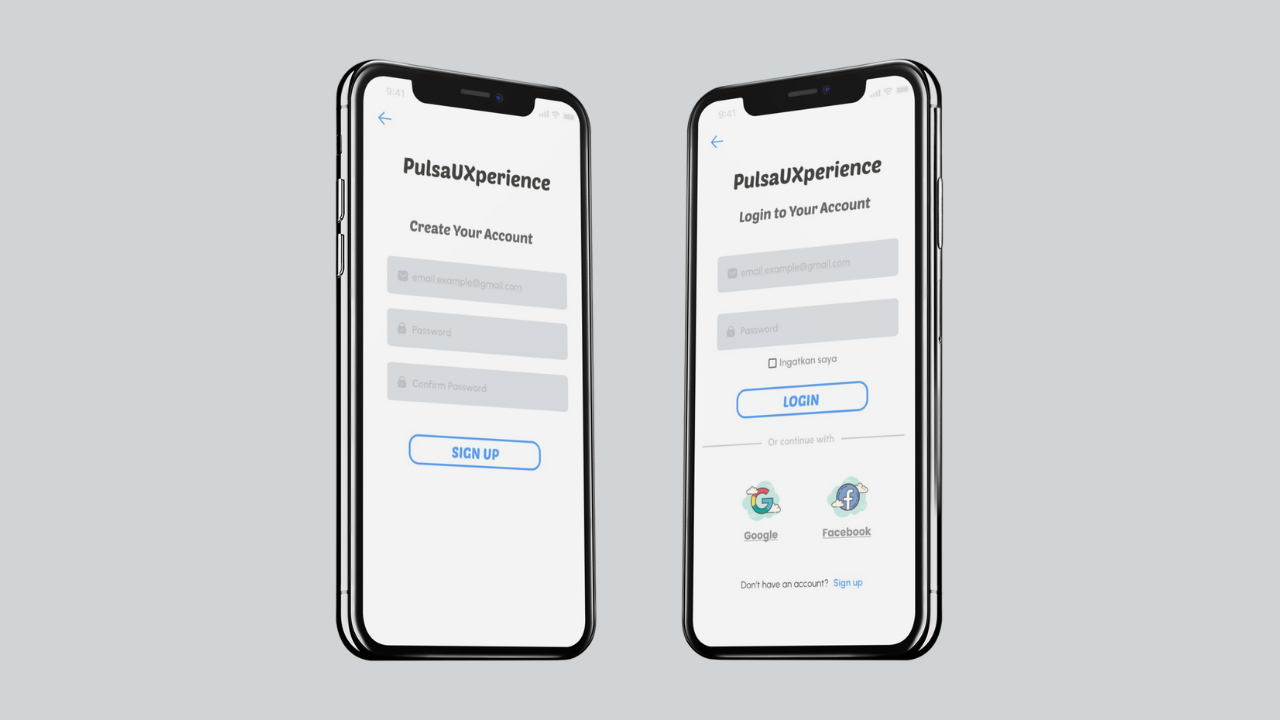 9:41
PulsaUXperience
Create Your Account
email.example@gmail.com
Password
Confirm Password
SIGN UP
9:41
PulsaUXperience
Login to Your Account
email.example@gmail.com
Password
Ingatkan saya
LOGIN
Or continue with
Google
Facebook
Don't have an account? Sign up